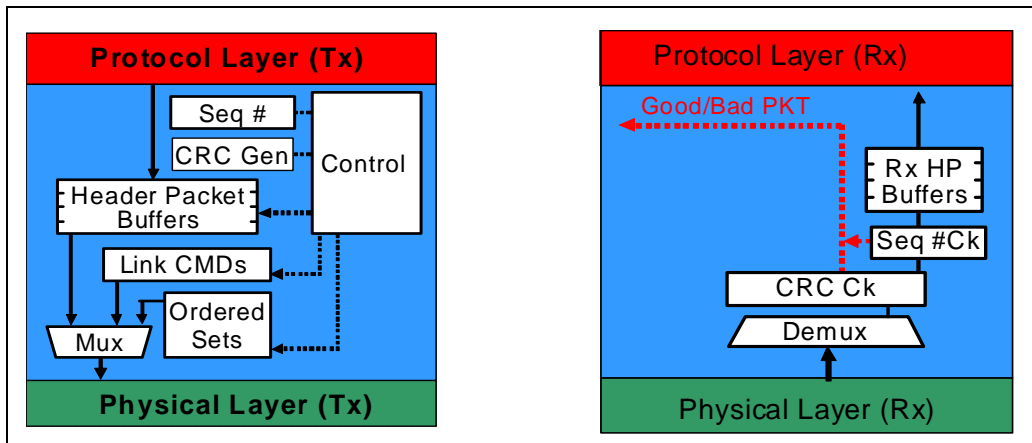 Protocol Layer (Tx)
Seq #
CRC Gen
Control
Header Packet
Buffers
Link CMDs
Ordered
Sets
Mux
Physical Layer (Tx)
Protocol Layer (Rx)
Good/Bad PKT
Rx HP
Buffers
Seq #Ck
CRC Ck
Demux
Physical Layer (Rx)